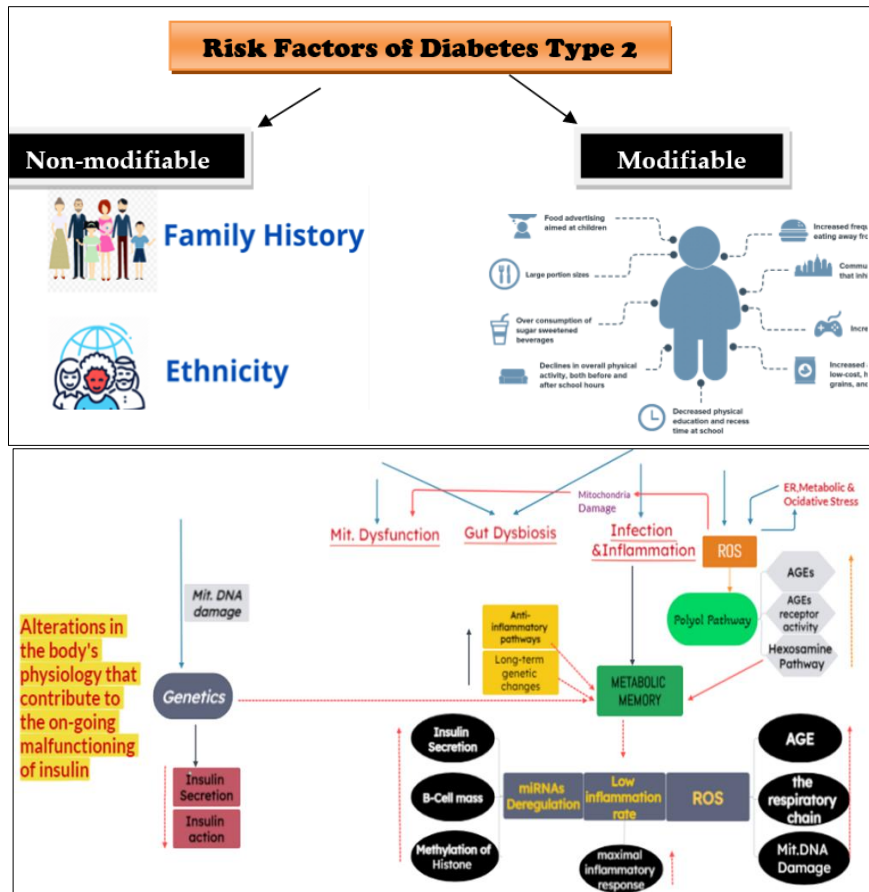 Risk Factors of Diabetes Type 2
Non-modifiable
Modifiable
Family History
Ethnicity
Food advertising
aimed at children
Large portion sizes
Over consumption of
sugar sweetened
beverages
Declines in overall physical
activity, both before and
after school hours
Decreased physical
education and recess
time at school
Increased
eating away
that
Increased
low-cost,
grains, and
Mit. DNA
damage
Alterations in
the body's
physiology that
contribute to
the on-going
malfunctioning
of insulin
Genetics
Insulin
Secretion
Insulin
action
Mit. Dysfunction
Gut Dysbiosis
Mitochondria
Damage
Infection
&Inflammation
ROS
ER,Metabolic &
Ocidative Stress
Polyol Pathway
AGEs
AGEs
receptor
activity
Hexosamine
Pathway
Anti-
inflammatory
pathways
Long-term
genetic
changes
METABOLIC
MEMORY
Insulin
Secretion
B-Cell mass
Methylation of
Histone
miRNAs
Deregulation
Low
inflammation
rate
ROS
maximal
inflammatory
response
AGE
the
respiratory
chain
Mit.DNA
Damage